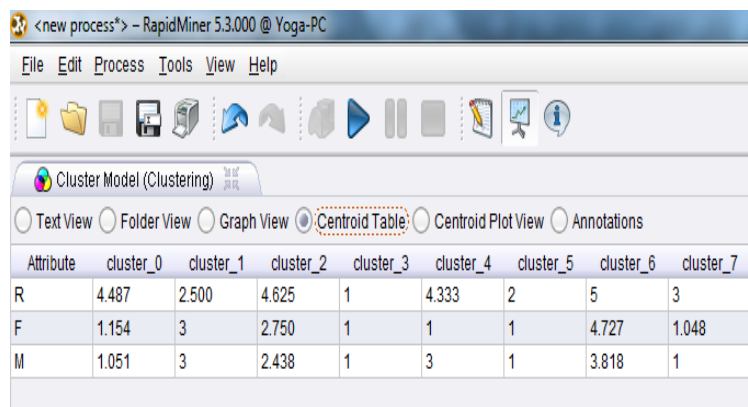 <new process*> – RapidMiner 5.3.000 @ Yoga-PC
File Edit Process Tools View Help
Cluster Model (Clustering)
Text View Folder View Graph View Centroid Table Centroid Plot View Annotations
Attribute cluster_0 cluster_1 cluster_2 cluster_3 cluster_4 cluster_5 cluster_6 cluster_7
R 4.487 2.500 4.625 1 4.333 2 5 3
F 1.154 3 2.750 1 1 1 4.727 1.048
M 1.051 3 2.438 1 3 1 3.818 1